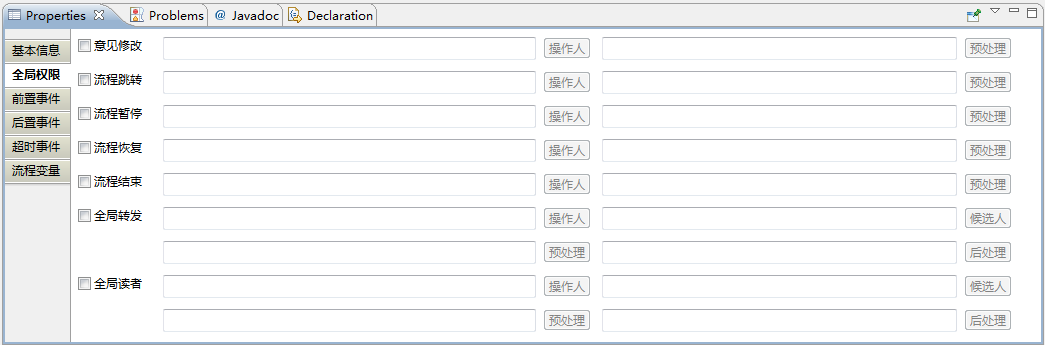 Properties Problems @ Javadoc Declaration
基本信息
全局权限
前置事件
后置事件
超时事件
流程变量
意见修改 操作人 预处理
流程跳转 操作人 预处理
流程暂停 操作人 预处理
流程恢复 操作人 预处理
流程结束 操作人 预处理
全局转发 操作人 候选人
预处理 后处理
全局读者 操作人 候选人
预处理 后处理